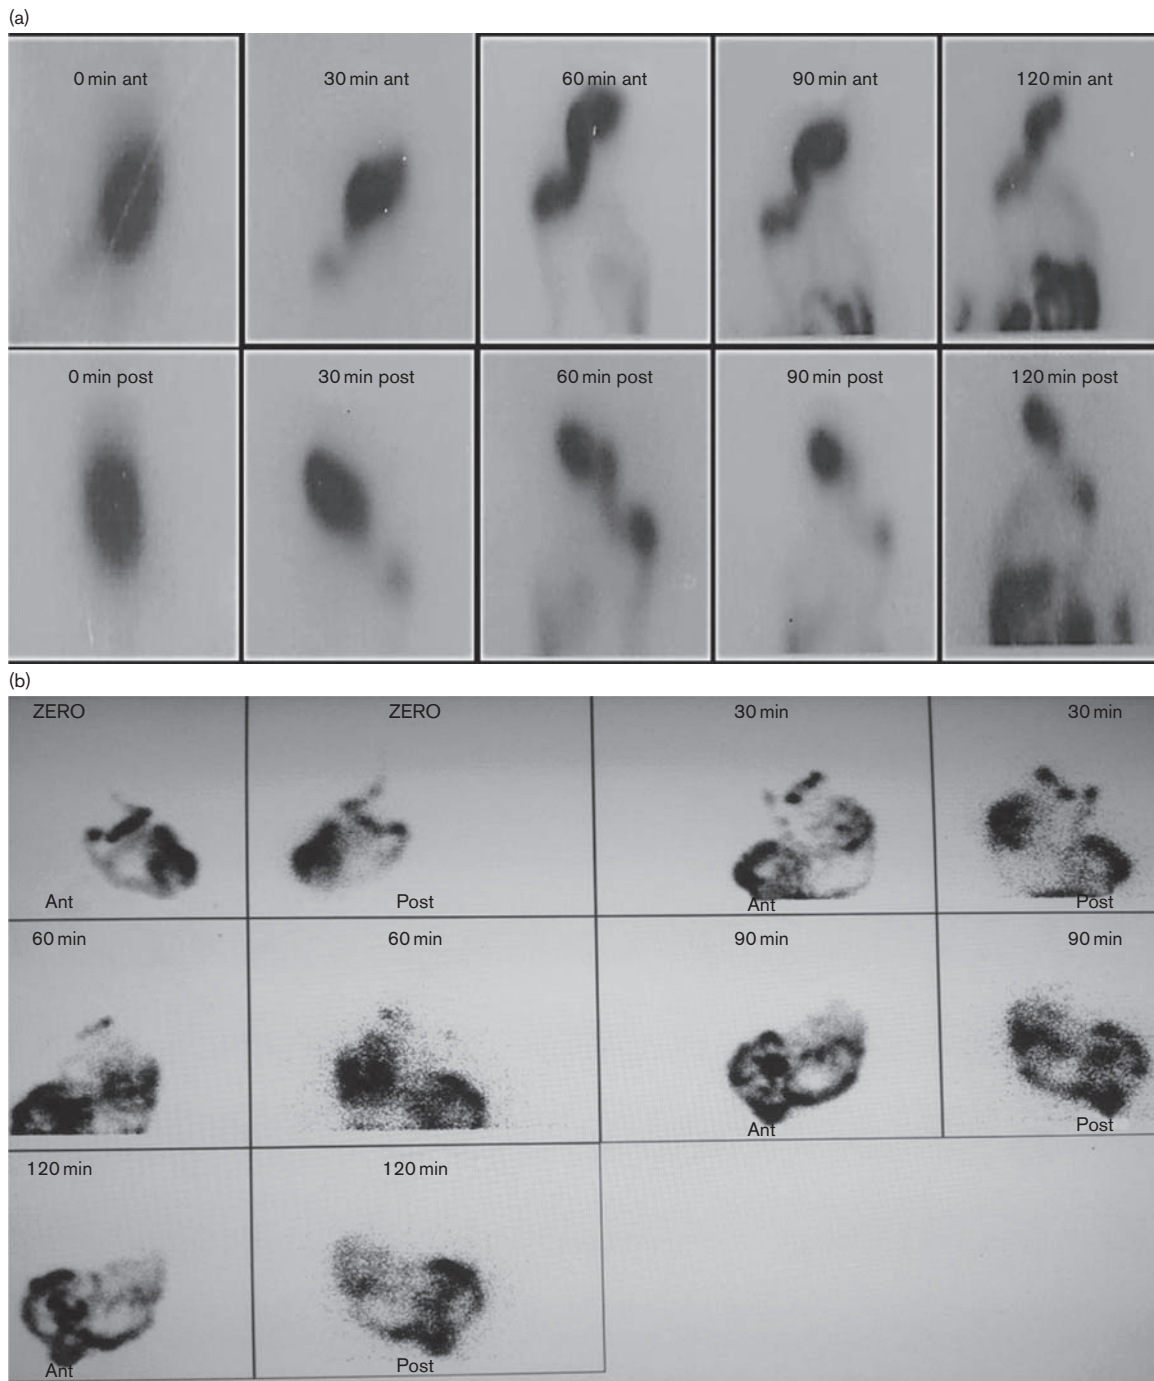 (a)
0 min ant
30 min ant
60 min ant
90 min ant
120 min ant
0 min post
30 min post
60 min post
90 min post
120 min post
(b)
ZERO
ZERO
30 min
30 min
Ant
Post
Ant
Post
60 min
60 min
90 min
90 min
Ant
Post
120 min
120 min
Ant
Post